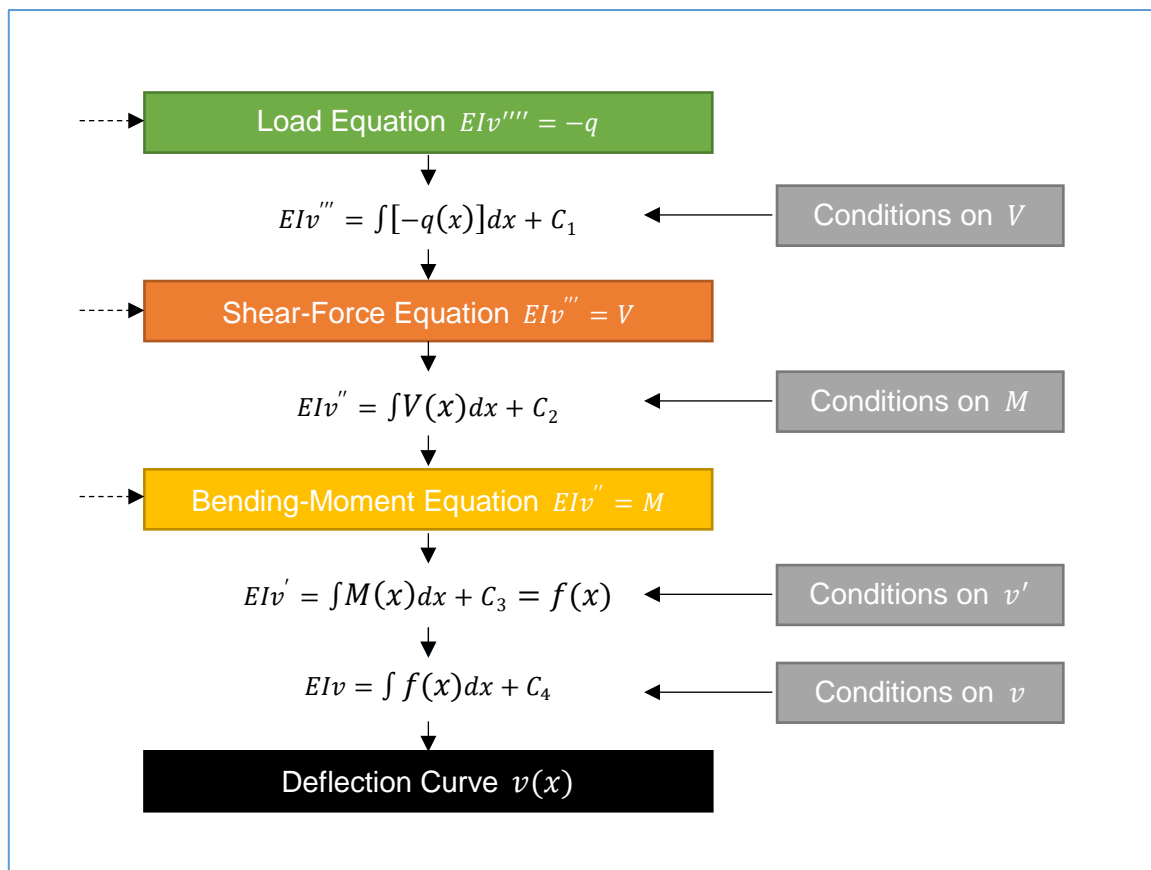 Load Equation EIv'''' = −q
EIv''' = ∫[−q(x)]dx + C₁
Conditions on V
Shear-Force Equation EIv''' = V
EIv'' = ∫V(x)dx + C₂
Conditions on M
Bending-Moment Equation EIv'' = M
EIv' = ∫M(x)dx + C₃ = f(x)
Conditions on v'
EIv = ∫f(x)dx + C₄
Conditions on v
Deflection Curve v(x)